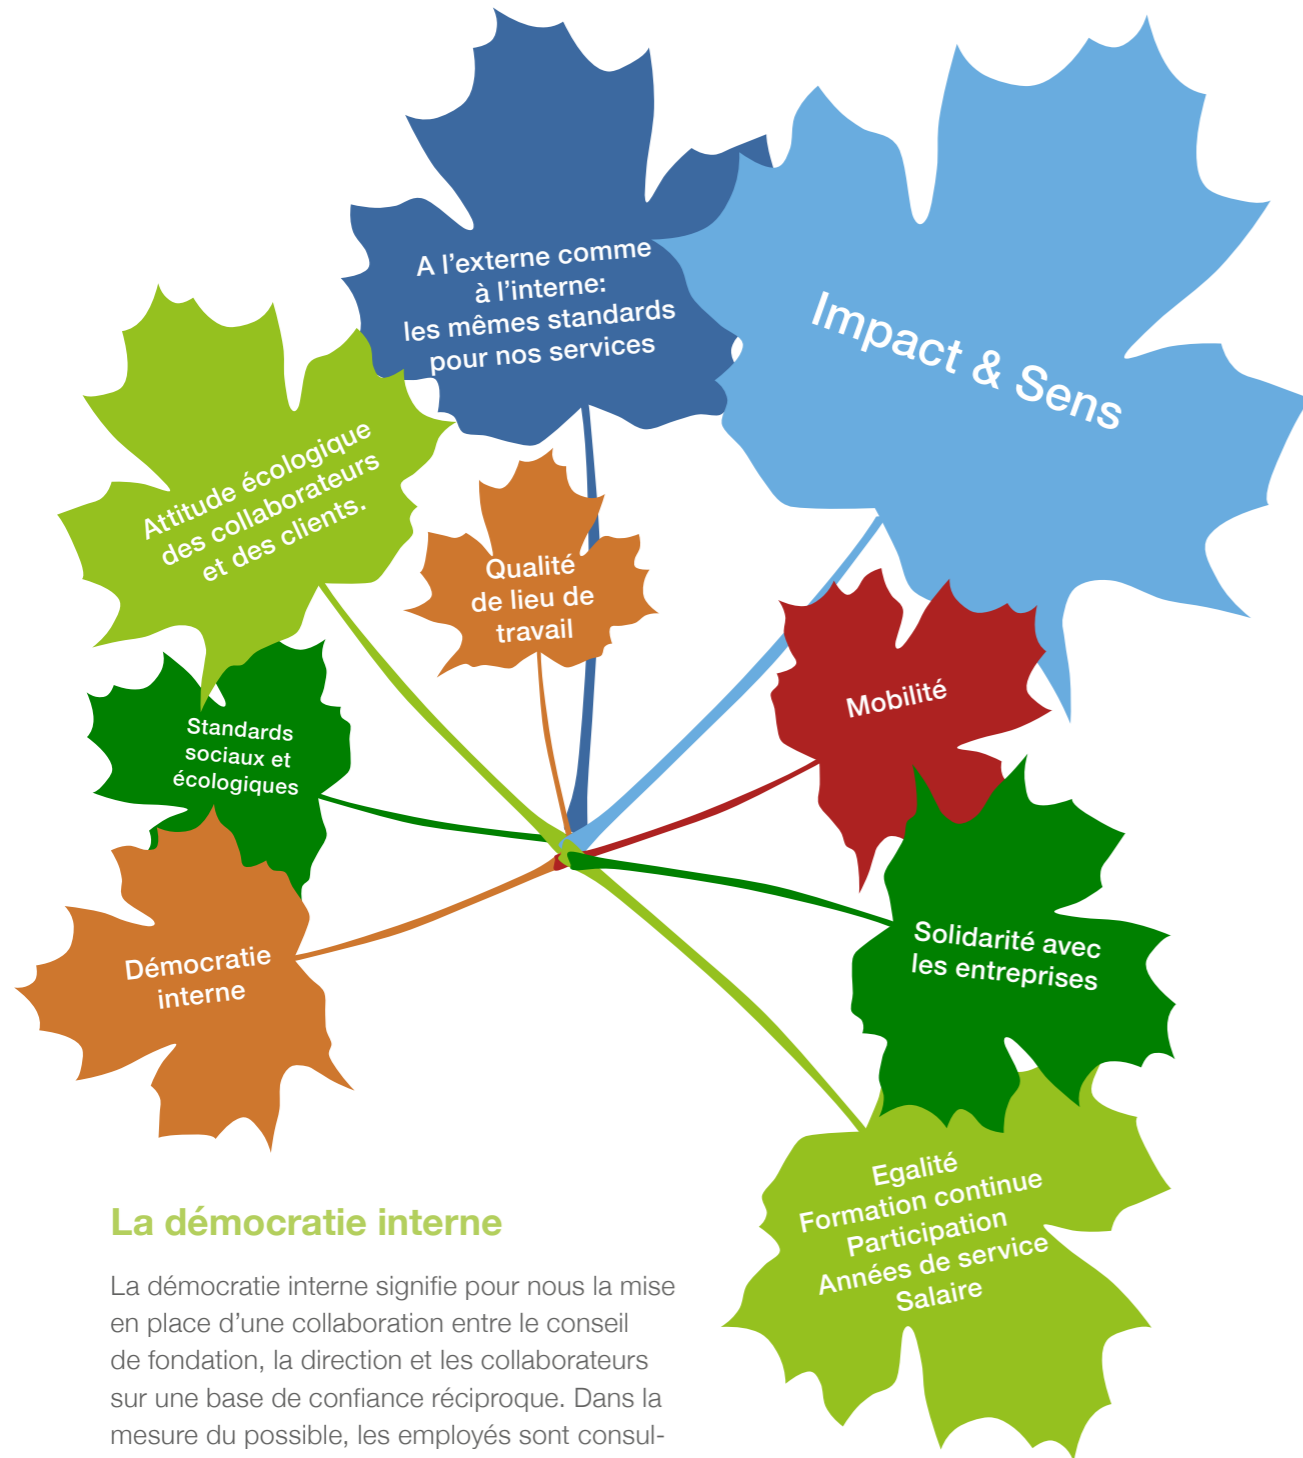 A l'externe comme
à l'interne:
les mêmes standards
pour nos services
Impact & Sens
Attitude écologique
des collaborateurs
et des clients.
Qualité
de lieu de
travail
Mobilité
Standards
sociaux et
écologiques
Démocratie
interne
Solidarité avec
les entreprises
Egalité
Formation continue
Participation
Années de service
Salaire
La démocratie interne
La démocratie interne signifie pour nous la mise
en place d'une collaboration entre le conseil
de fondation, la direction et les collaborateurs
sur une base de confiance réciproque. Dans la
mesure du possible, les employés sont consul-